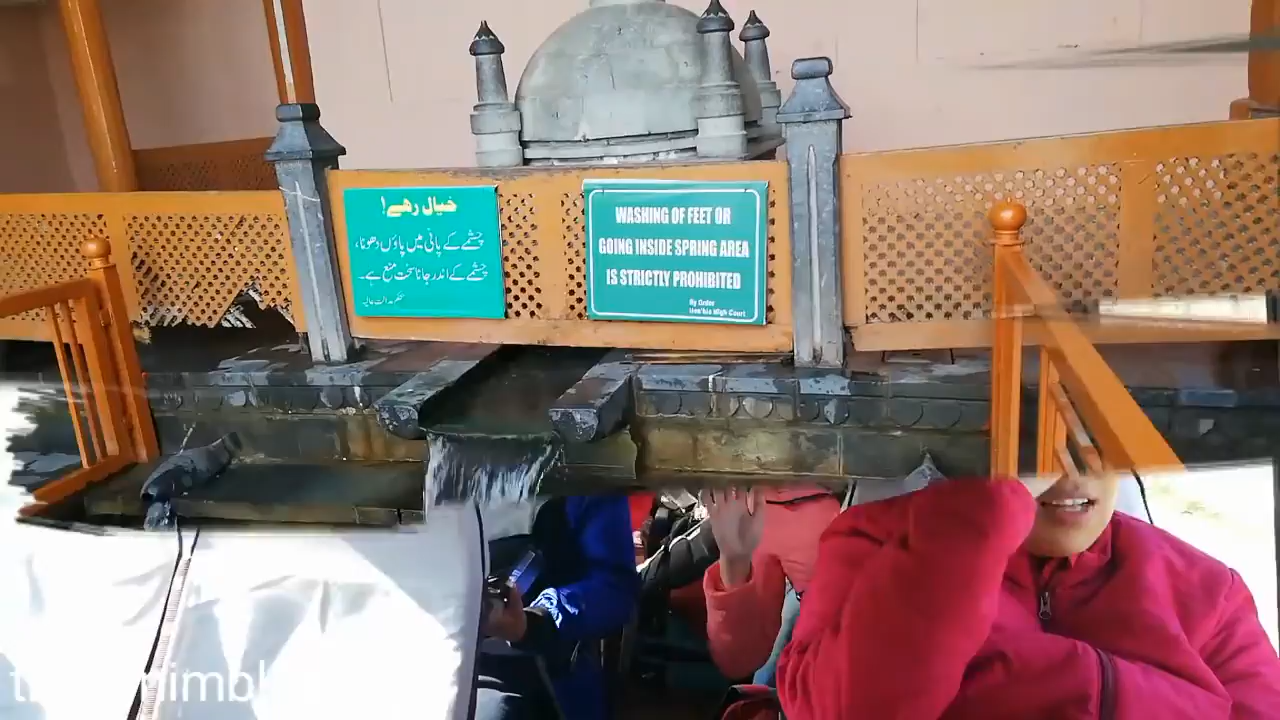 خیال رھے!
چشمے کے پانی میں پاؤں دھونا،
چشمے کے اندر جانا سخت منع ہے۔
WASHING OF FEET OR
GOING INSIDE SPRING AREA
IS STRICTLY PROHIBITED
By Order
Hon'ble High Court